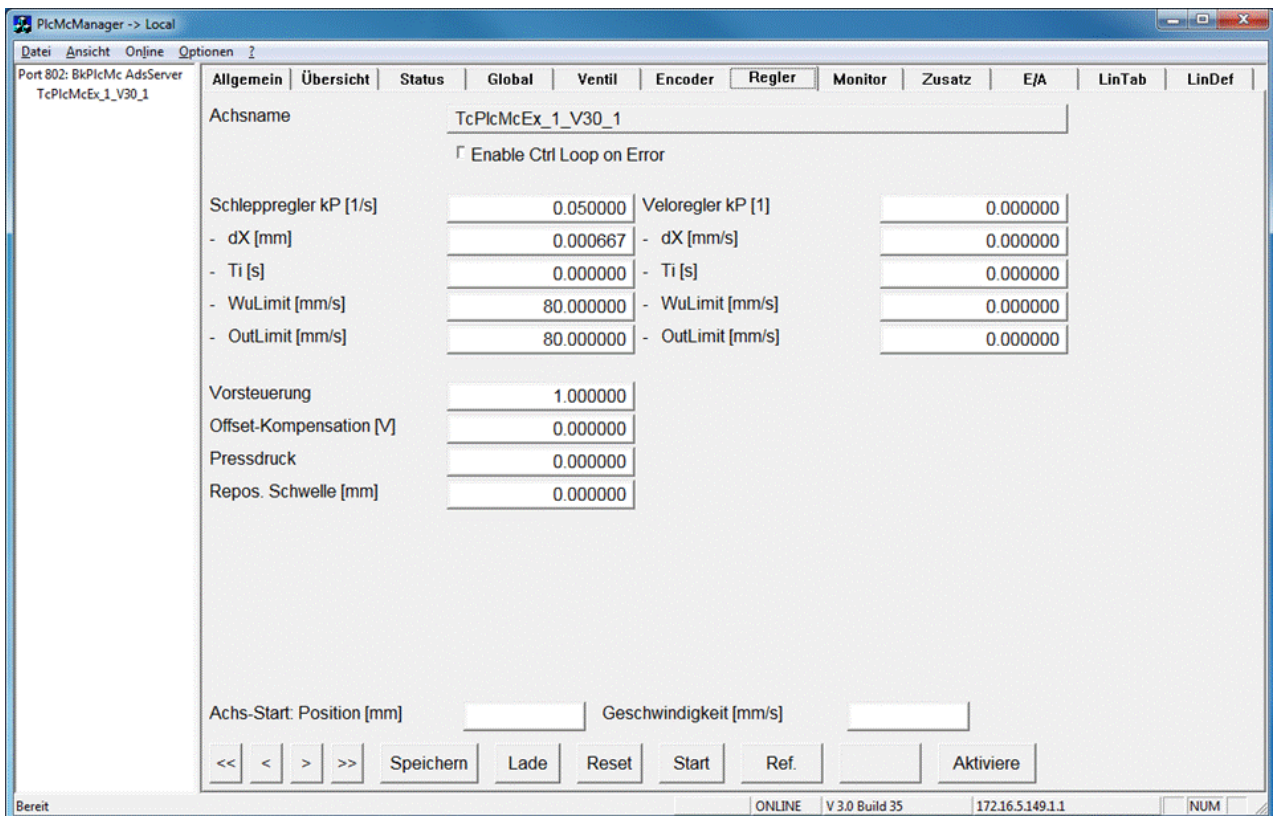 PlcMcManager -> Local
Datei Ansicht Online Optionen ?
Port 802: BkPlcMc AdsServer
TcPlcMcEx_1_V30_1
Allgemein Übersicht Status Global Ventil Encoder Regler Monitor Zusatz E/A LinTab LinDef
Achsname TcPlcMcEx_1_V30_1
Enable Ctrl Loop on Error
Schleppregler kP [1/s] 0.050000 Veloregler kP [1] 0.000000
- dX [mm] 0.000667 - dX [mm/s] 0.000000
- Ti [s] 0.000000 - Ti [s] 0.000000
- WuLimit [mm/s] 80.000000 - WuLimit [mm/s] 0.000000
- OutLimit [mm/s] 80.000000 - OutLimit [mm/s] 0.000000
Vorsteuerung 1.000000
Offset-Kompensation [V] 0.000000
Pressdruck 0.000000
Repos. Schwelle [mm] 0.000000
Achs-Start: Position [mm] Geschwindigkeit [mm/s]
<< < > >> Speichern Lade Reset Start Ref. Aktiviere
Bereit ONLINE V 3.0 Build 35 172.16.5.149.1.1 NUM